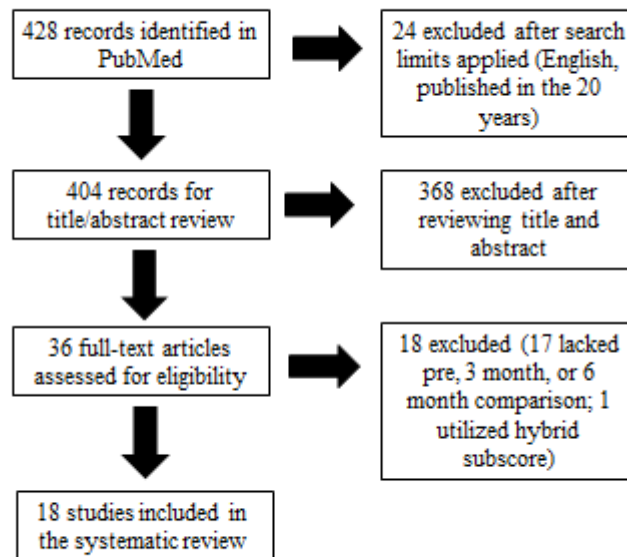 428 records identified in
PubMed
24 excluded after search
limits applied (English,
published in the 20
years)
404 records for
title/abstract review
368 excluded after
reviewing title and
abstract
36 full-text articles
assessed for eligibility
18 excluded (17 lacked
pre, 3 month, or 6
month comparison; 1
utilized hybrid
subscore)
18 studies included in
the systematic review